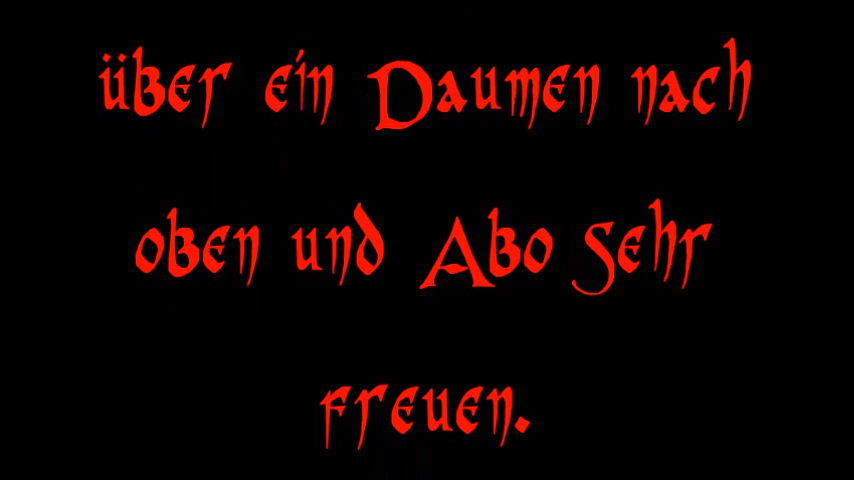 über ein Daumen nach
oben und Abo Sehr
freuen.